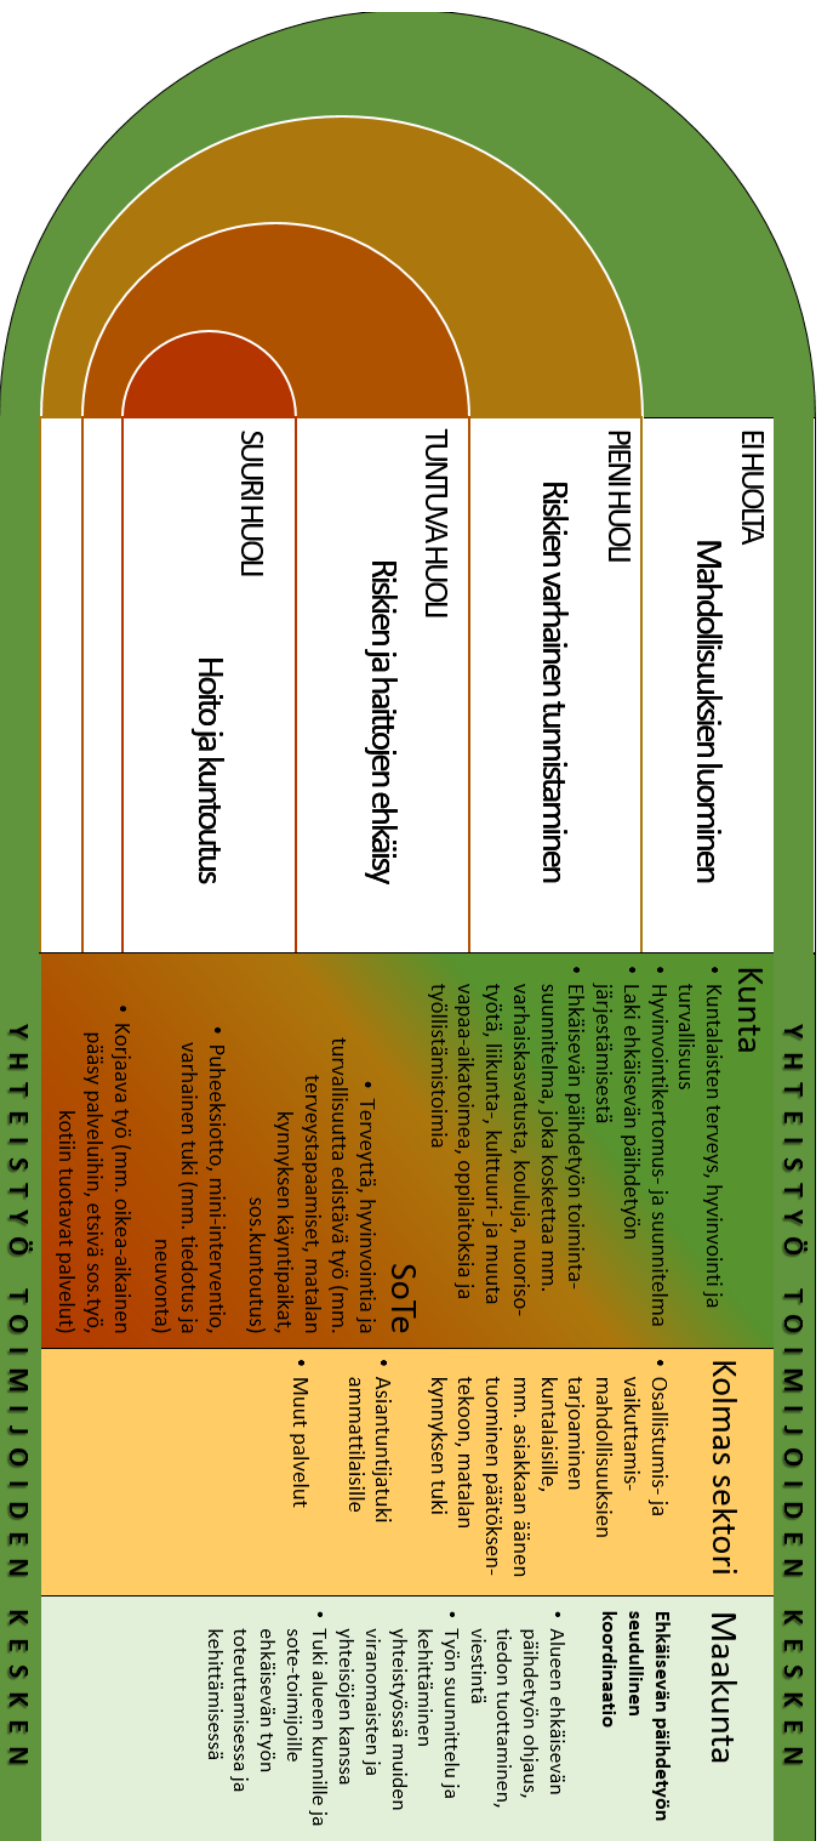 YHTEISTYÖ TOIMIJOIDEN KESKEN
EI HUOLTA
Mahdollisuuksien luominen
PIENI HUOLI
Riskien varhainen tunnistaminen
TUNTUVA HUOLI
Riskien ja haittojen ehkäisy
SUURI HUOLI
Hoito ja kuntoutus
Kunta
• Kuntalaisten terveys, hyvinvointi ja
turvallisuus
• Hyvinvointikertomus- ja suunnitelma
• Laki ehkäisevän päihdetyön
järjestämisestä
• Ehkäisevän päihdetyön toiminta-
suunnitelma, joka koskettaa mm.
varhaiskasvatusta, kouluja, nuoriso-
työtä, liikunta-, kulttuuri- ja muuta
vapaa-aikatoimea, oppilaitoksia ja
työllistämistoimia
SoTe
• Terveyttä, hyvinvointia ja
turvallisuutta edistävä työ (mm.
terveystapaamiset, matalan
kynnyksen käyntipaikat,
sos.kuntoutus)
• Puheeksiotto, mini-interventio,
varhainen tuki (mm. tiedotus ja
neuvonta)
• Korjaava työ (mm. oikea-aikainen
pääsy palveluihin, etsivä sos.työ,
kotiin tuotavat palvelut)
Kolmas sektori
• Osallistumis- ja
vaikuttamis-
mahdollisuuksien
tarjoaminen
kuntalaisille,
mm. asiakkaan äänen
tuominen päätöksen-
tekoon, matalan
kynnyksen tuki
• Asiantuntijatuki
ammattilaisille
• Muut palvelut
Maakunta
Ehkäisevän päihdetyön
seudullinen
koordinaatio
• Alueen ehkäisevän
päihdetyön ohjaus,
tiedon tuottaminen,
viestintä
• Työn suunnittelu ja
kehittäminen
yhteistyössä muiden
viranomaisten ja
yhteisöjen kanssa
• Tuki alueen kunnille ja
sote-toimijoille
ehkäisevän työn
toteuttamisessa ja
kehittämisessä
YHTEISTYÖ TOIMIJOIDEN KESKEN